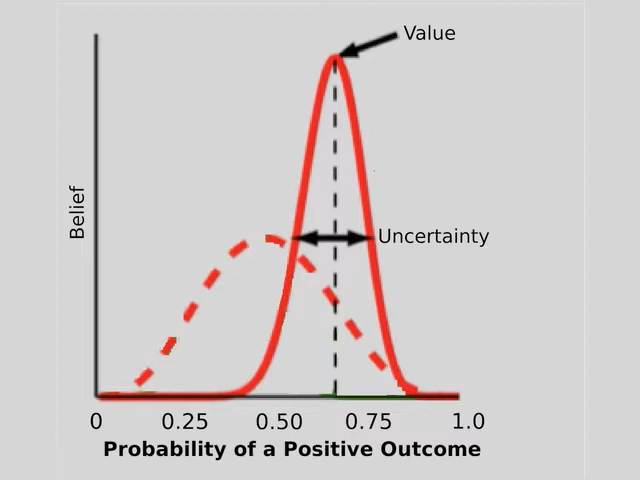 Value
Belief
Uncertainty
0 0.25 0.50 0.75 1.0
Probability of a Positive Outcome